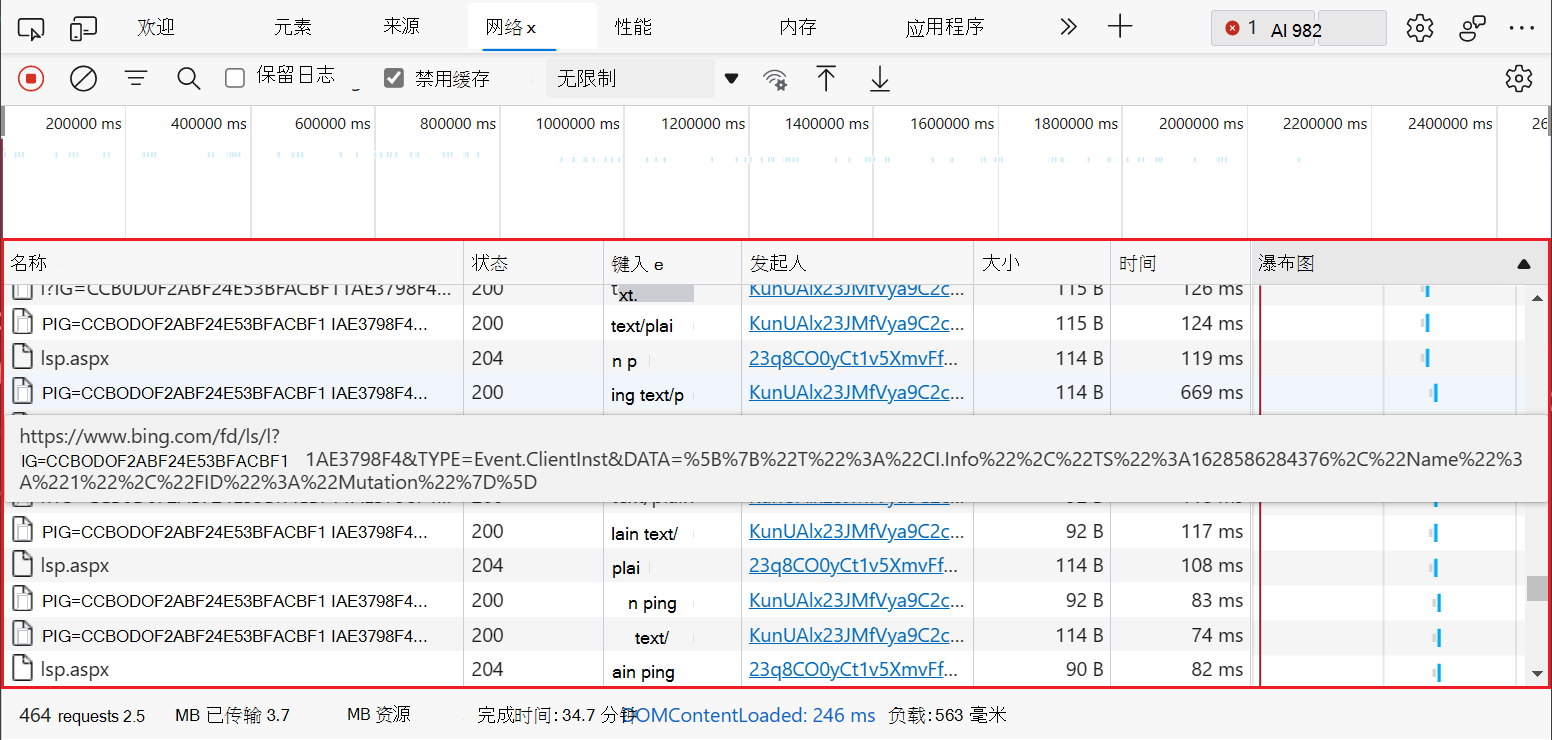 欢迎 元素 来源 网络 x 性能 内存 应用程序 1 AI 982
保留日志 禁用缓存 无限制
200000 ms 400000 ms 600000 ms 800000 ms 1000000 ms 1200000 ms 1400000 ms 1600000 ms 1800000 ms 2000000 ms 2200000 ms 2400000 ms 26
名称 状态 键入 e 发起人 大小 时间 瀑布图
l?IG=CCB0D0F2ABF24E53BFACBF11AE3798F4... 200 txt. KunUAlx23JMfVya9C2c... 115 B 126 ms
PIG=CCBODOF2ABF24E53BFACBF1 IAE3798F4... 200 text/plai KunUAlx23JMfVya9C2c... 115 B 124 ms
lsp.aspx 204 n p 23q8CO0yCt1v5XmvFf... 114 B 119 ms
PIG=CCBODOF2ABF24E53BFACBF1 IAE3798F4... 200 ing text/p KunUAlx23JMfVya9C2c... 114 B 669 ms
https://www.bing.com/fd/ls/l?
IG=CCBODOF2ABF24E53BFACBF1 1AE3798F4&TYPE=Event.ClientInst&DATA=%5B%7B%22T%22%3A%22CI.Info%22%2C%22TS%22%3A1628586284376%2C%22Name%22%3
A%221%22%2C%22FID%22%3A%22Mutation%22%7D%5D
PIG=CCBODOF2ABF24E53BFACBF1 IAE3798F4... 200 lain text/ KunUAlx23JMfVya9C2c... 92 B 117 ms
lsp.aspx 204 plai 23q8CO0yCt1v5XmvFf... 114 B 108 ms
PIG=CCBODOF2ABF24E53BFACBF1 IAE3798F4... 200 n ping KunUAlx23JMfVya9C2c... 92 B 83 ms
PIG=CCBODOF2ABF24E53BFACBF1 IAE3798F4... 200 text/ KunUAlx23JMfVya9C2c... 114 B 74 ms
lsp.aspx 204 ain ping 23q8CO0yCt1v5XmvFf... 90 B 82 ms
464 requests 2.5 MB 已传输 3.7 MB 资源 完成时间: 34.7 分钟 DOMContentLoaded: 246 ms 负载: 563 毫米